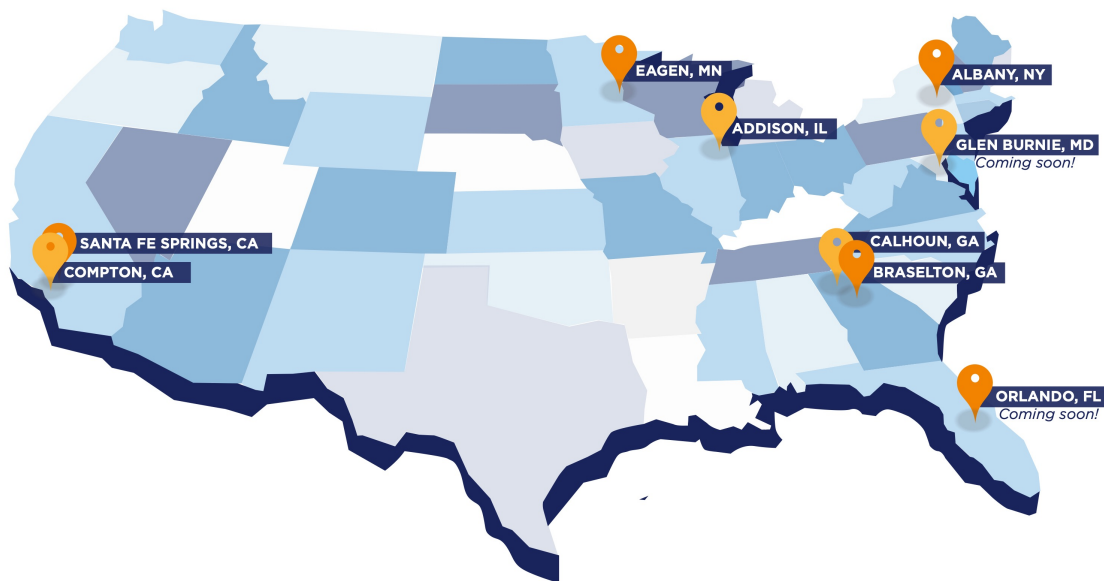 EAGEN, MN
ALBANY, NY
ADDISON, IL
GLEN BURNIE, MD
Coming soon!
SANTA FE SPRINGS, CA
CALHOUN, GA
COMPTON, CA
BRASELTON, GA
ORLANDO, FL
Coming soon!